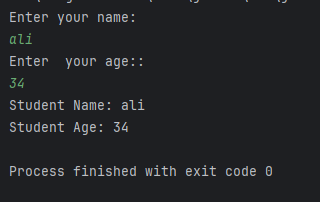 Enter your name:
ali
Enter  your age::
34
Student Name: ali
Student Age: 34
Process finished with exit code 0